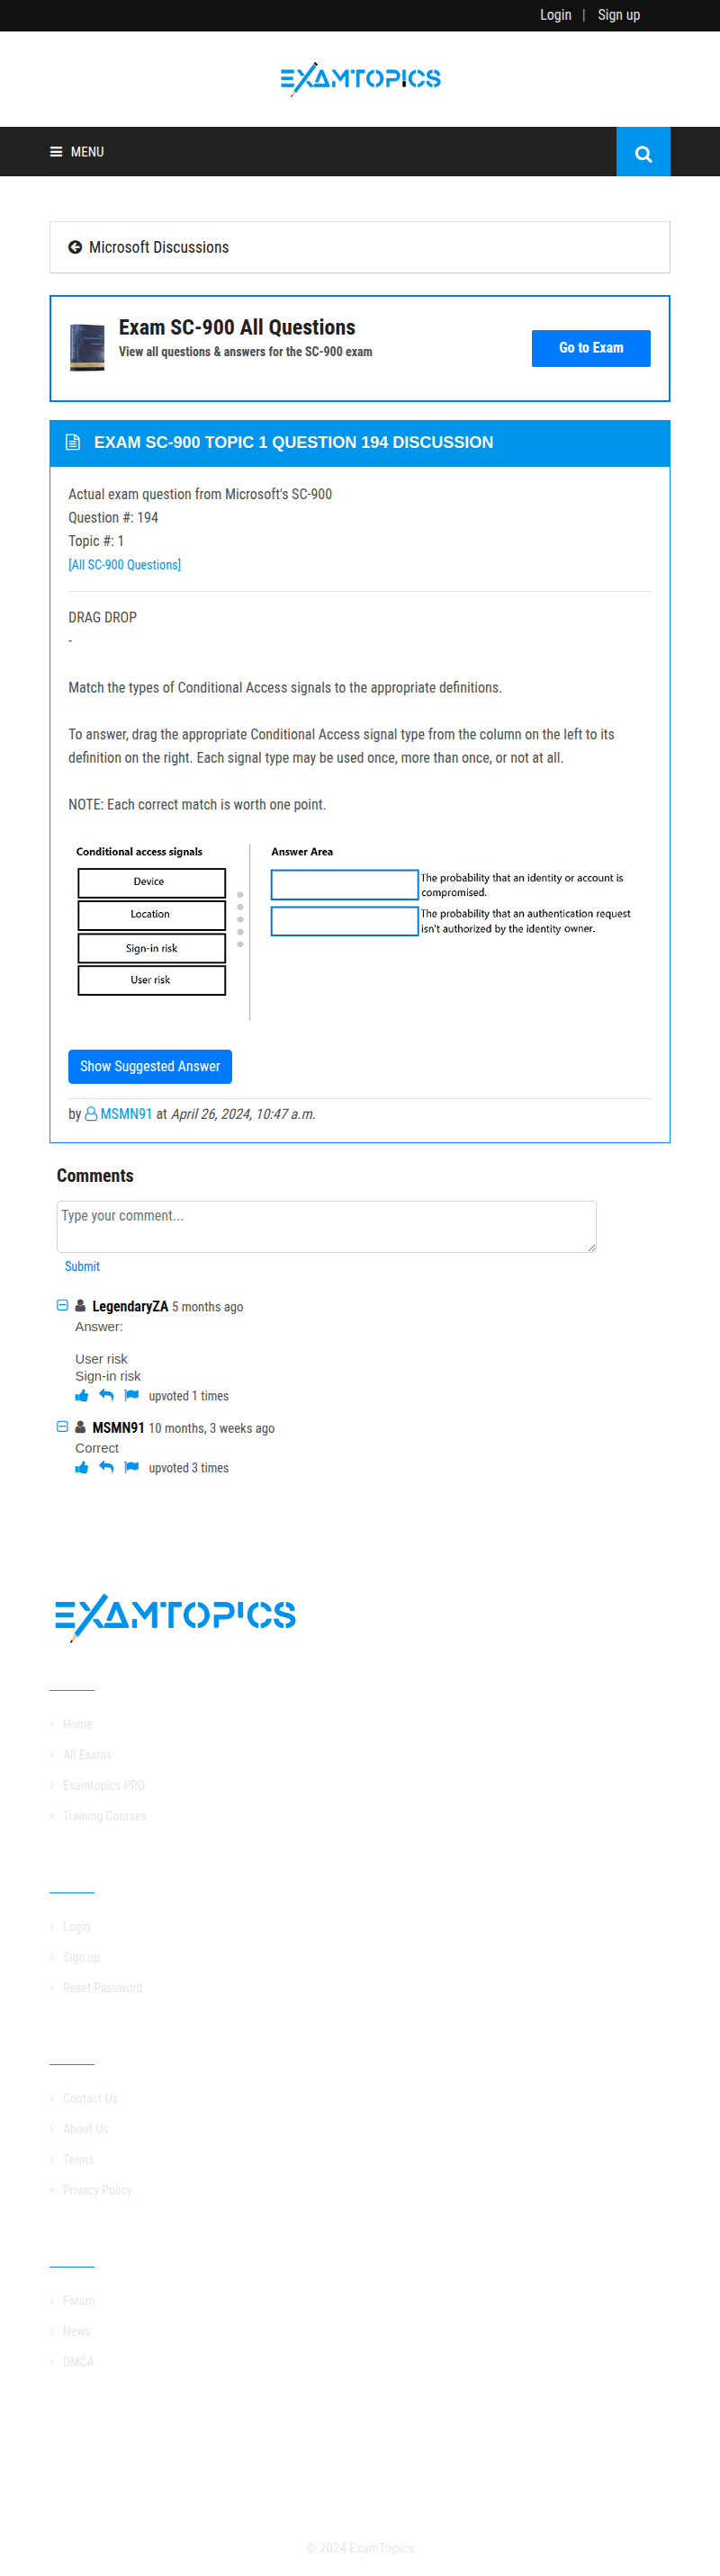 Login | Sign up
EXAMTOPICS
MENU
Microsoft Discussions
Exam SC-900 All Questions
View all questions & answers for the SC-900 exam
Go to Exam
EXAM SC-900 TOPIC 1 QUESTION 194 DISCUSSION
Actual exam question from Microsoft's SC-900
Question #: 194
Topic #: 1
[All SC-900 Questions]
DRAG DROP
-
Match the types of Conditional Access signals to the appropriate definitions.
To answer, drag the appropriate Conditional Access signal type from the column on the left to its
definition on the right. Each signal type may be used once, more than once, or not at all.
NOTE: Each correct match is worth one point.
Conditional access signals
Device
Location
Sign-in risk
User risk
Answer Area
The probability that an identity or account is
compromised.
The probability that an authentication request
isn't authorized by the identity owner.
Show Suggested Answer
by MSMN91 at April 26, 2024, 10:47 a.m.
Comments
Type your comment...
Submit
LegendaryZA 5 months ago
Answer:
User risk
Sign-in risk
upvoted 1 times
MSMN91 10 months, 3 weeks ago
Correct
upvoted 3 times
EXAMTOPICS
Home
All Exams
Examtopics PRO
Training Courses
Login
Sign up
Reset Password
Contact Us
About Us
Terms
Privacy Policy
Forum
News
DMCA
© 2024 ExamTopics